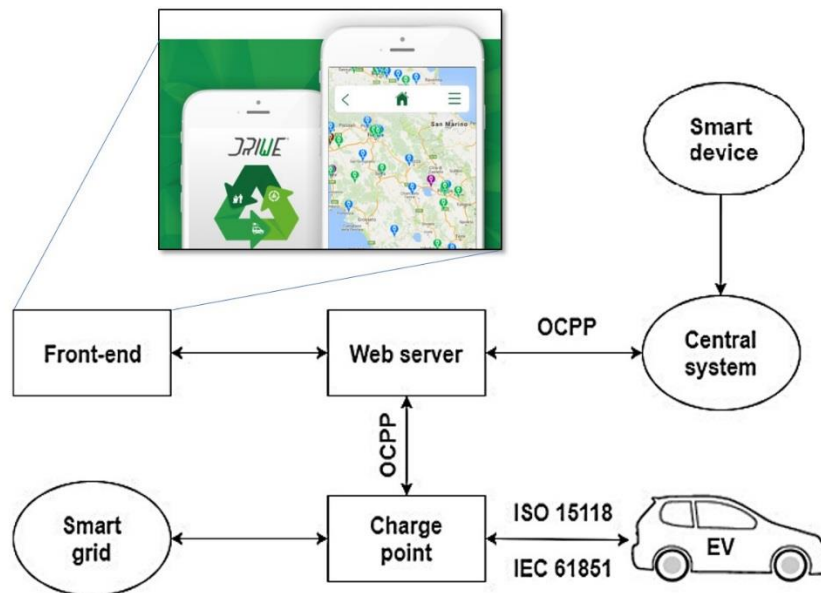 DRIWE
San Marino
Smart
device
OCPP
Front-end
Web server
Central
system
OCPP
Smart
grid
Charge
point
ISO 15118
IEC 61851
EV